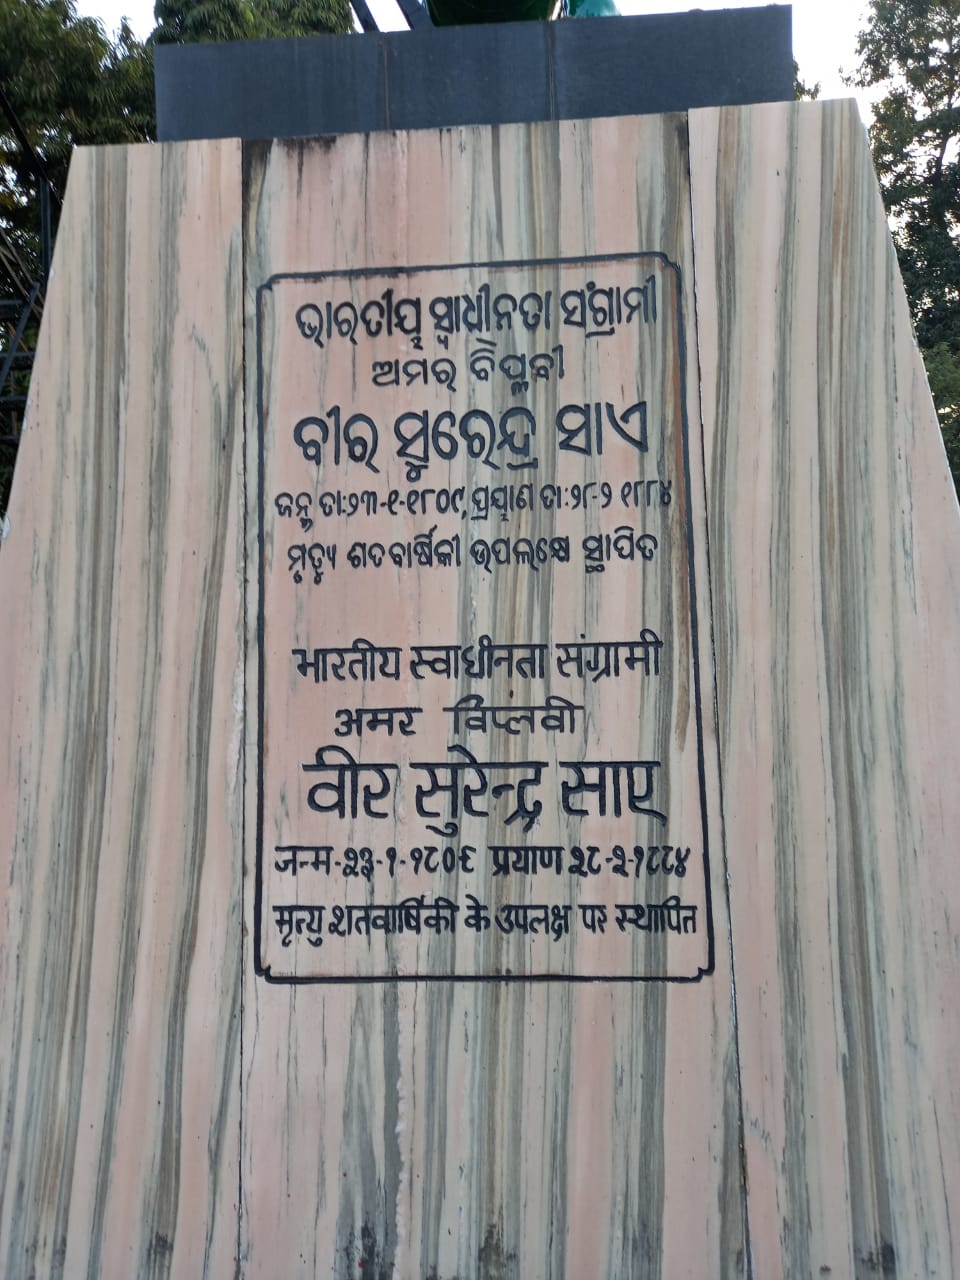 ଭାରତୀୟ ସ୍ୱାଧୀନତା ସଂଗ୍ରାମୀ
ଅମର ବିପ୍ଳବୀ
ବୀର ସୁରେନ୍ଦ୍ର ସାଏ
ଜନ୍ମ ତା:୨୩-୧-୧୮୦୯, ପ୍ରୟାଣ ତା:୨୮-୨ ୧୮୮୪
ମୃତ୍ୟୁ ଶତବାର୍ଷିକୀ ଉପଲକ୍ଷେ ସ୍ଥାପିତ
भारतीय स्वाधीनता संग्रामी
अमर विप्लंवी
वीर सुरेन्द्र साए
जन्म-२३-१-१८०९ प्रयाण २८-२-१८८४
मृत्यु शतवार्षिकी के उपलक्ष पर स्थापित